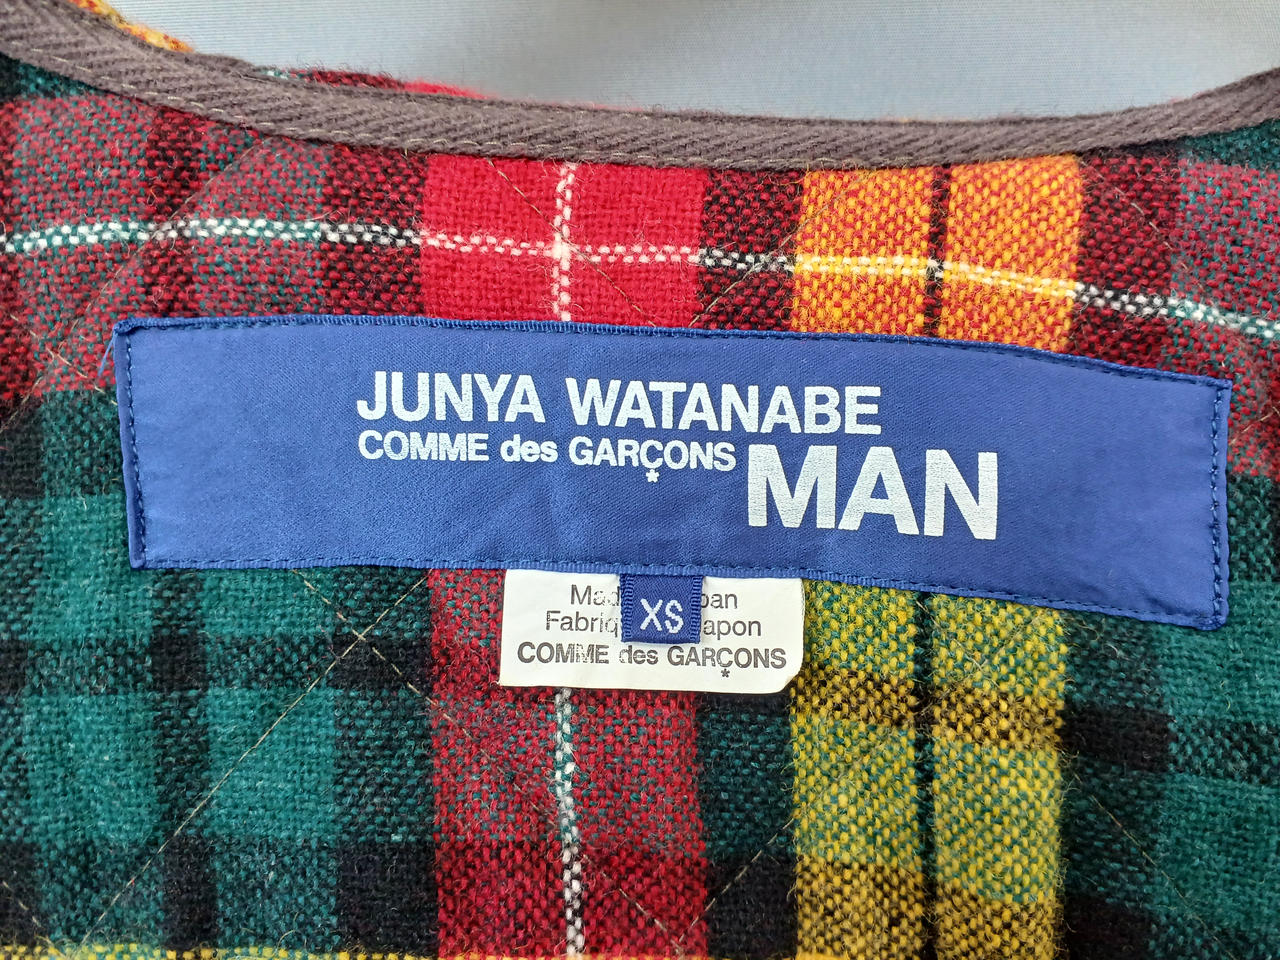 JUNYA WATANABE
COMME des GARÇONS MAN
XS
COMME des GARÇONS